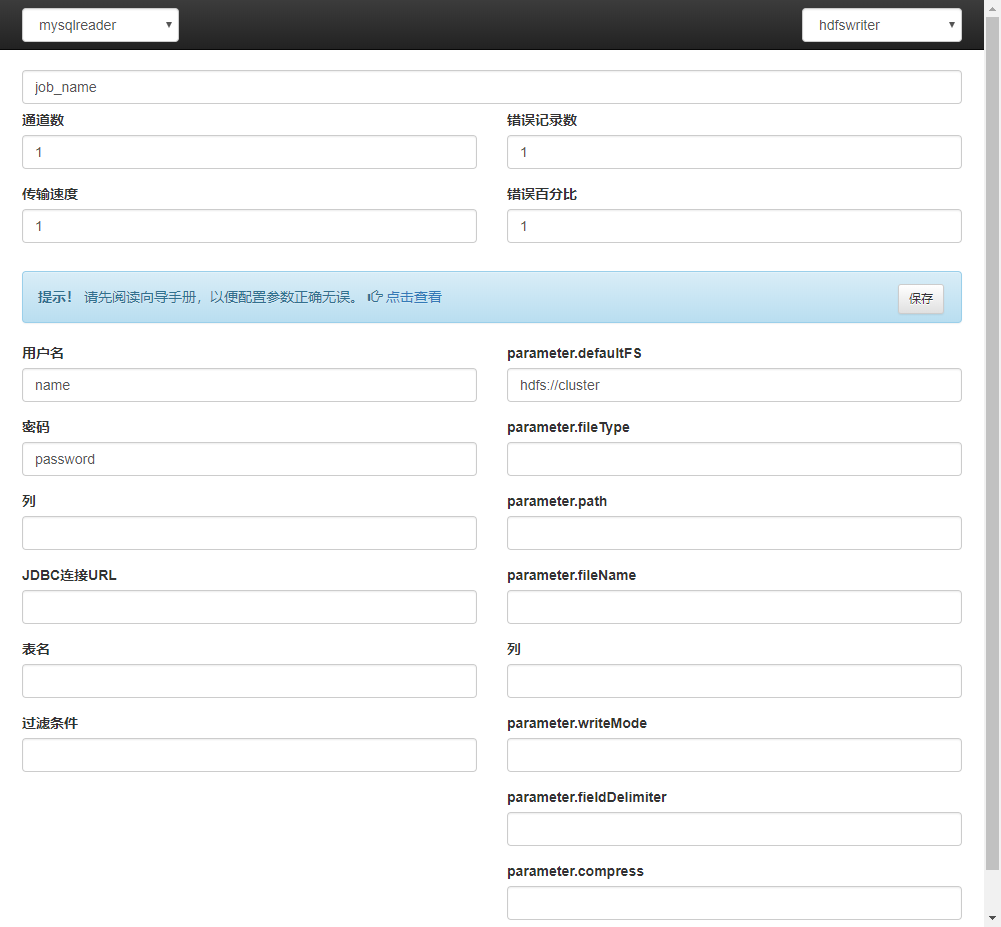 mysqlreader
hdfswriter
job_name
通道数
错误记录数
1
1
传输速度
错误百分比
1
1
提示! 请先阅读向导手册，以便配置参数正确无误。 点击查看
保存
用户名
parameter.defaultFS
name
hdfs://cluster
密码
parameter.fileType
password
列
parameter.path
JDBC连接URL
parameter.fileName
表名
列
过滤条件
parameter.writeMode
parameter.fieldDelimiter
parameter.compress